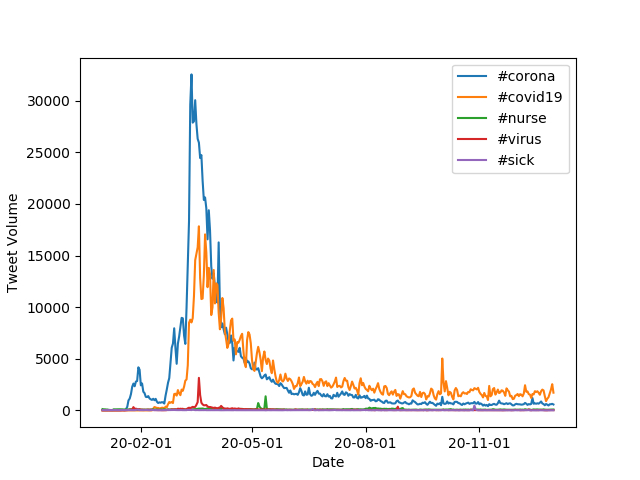 #corona
#covid19
#nurse
#virus
#sick
30000
25000
20000
15000
10000
5000
0
Tweet Volume
20-02-01 20-05-01 20-08-01 20-11-01
Date